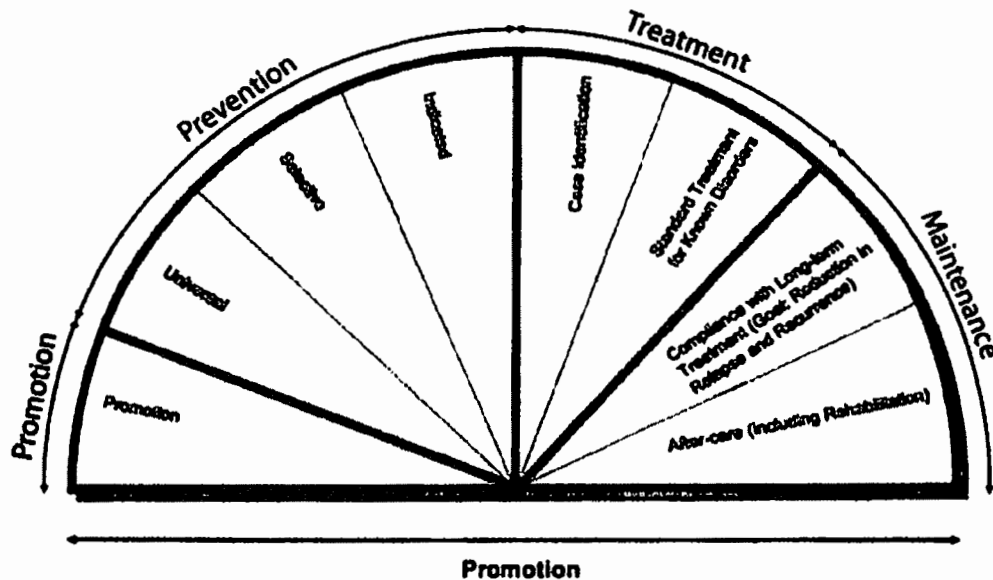 Treatment
Prevention
Maintenance
Promotion
Promotion
Universal
Selective
Indicated
Case Identification
Standard Treatment
for Known Disorders
Compliance with Long-term
Treatment (Goal: Reduction in
Relapse and Recurrence)
After-care (Including Rehabilitation)
Promotion